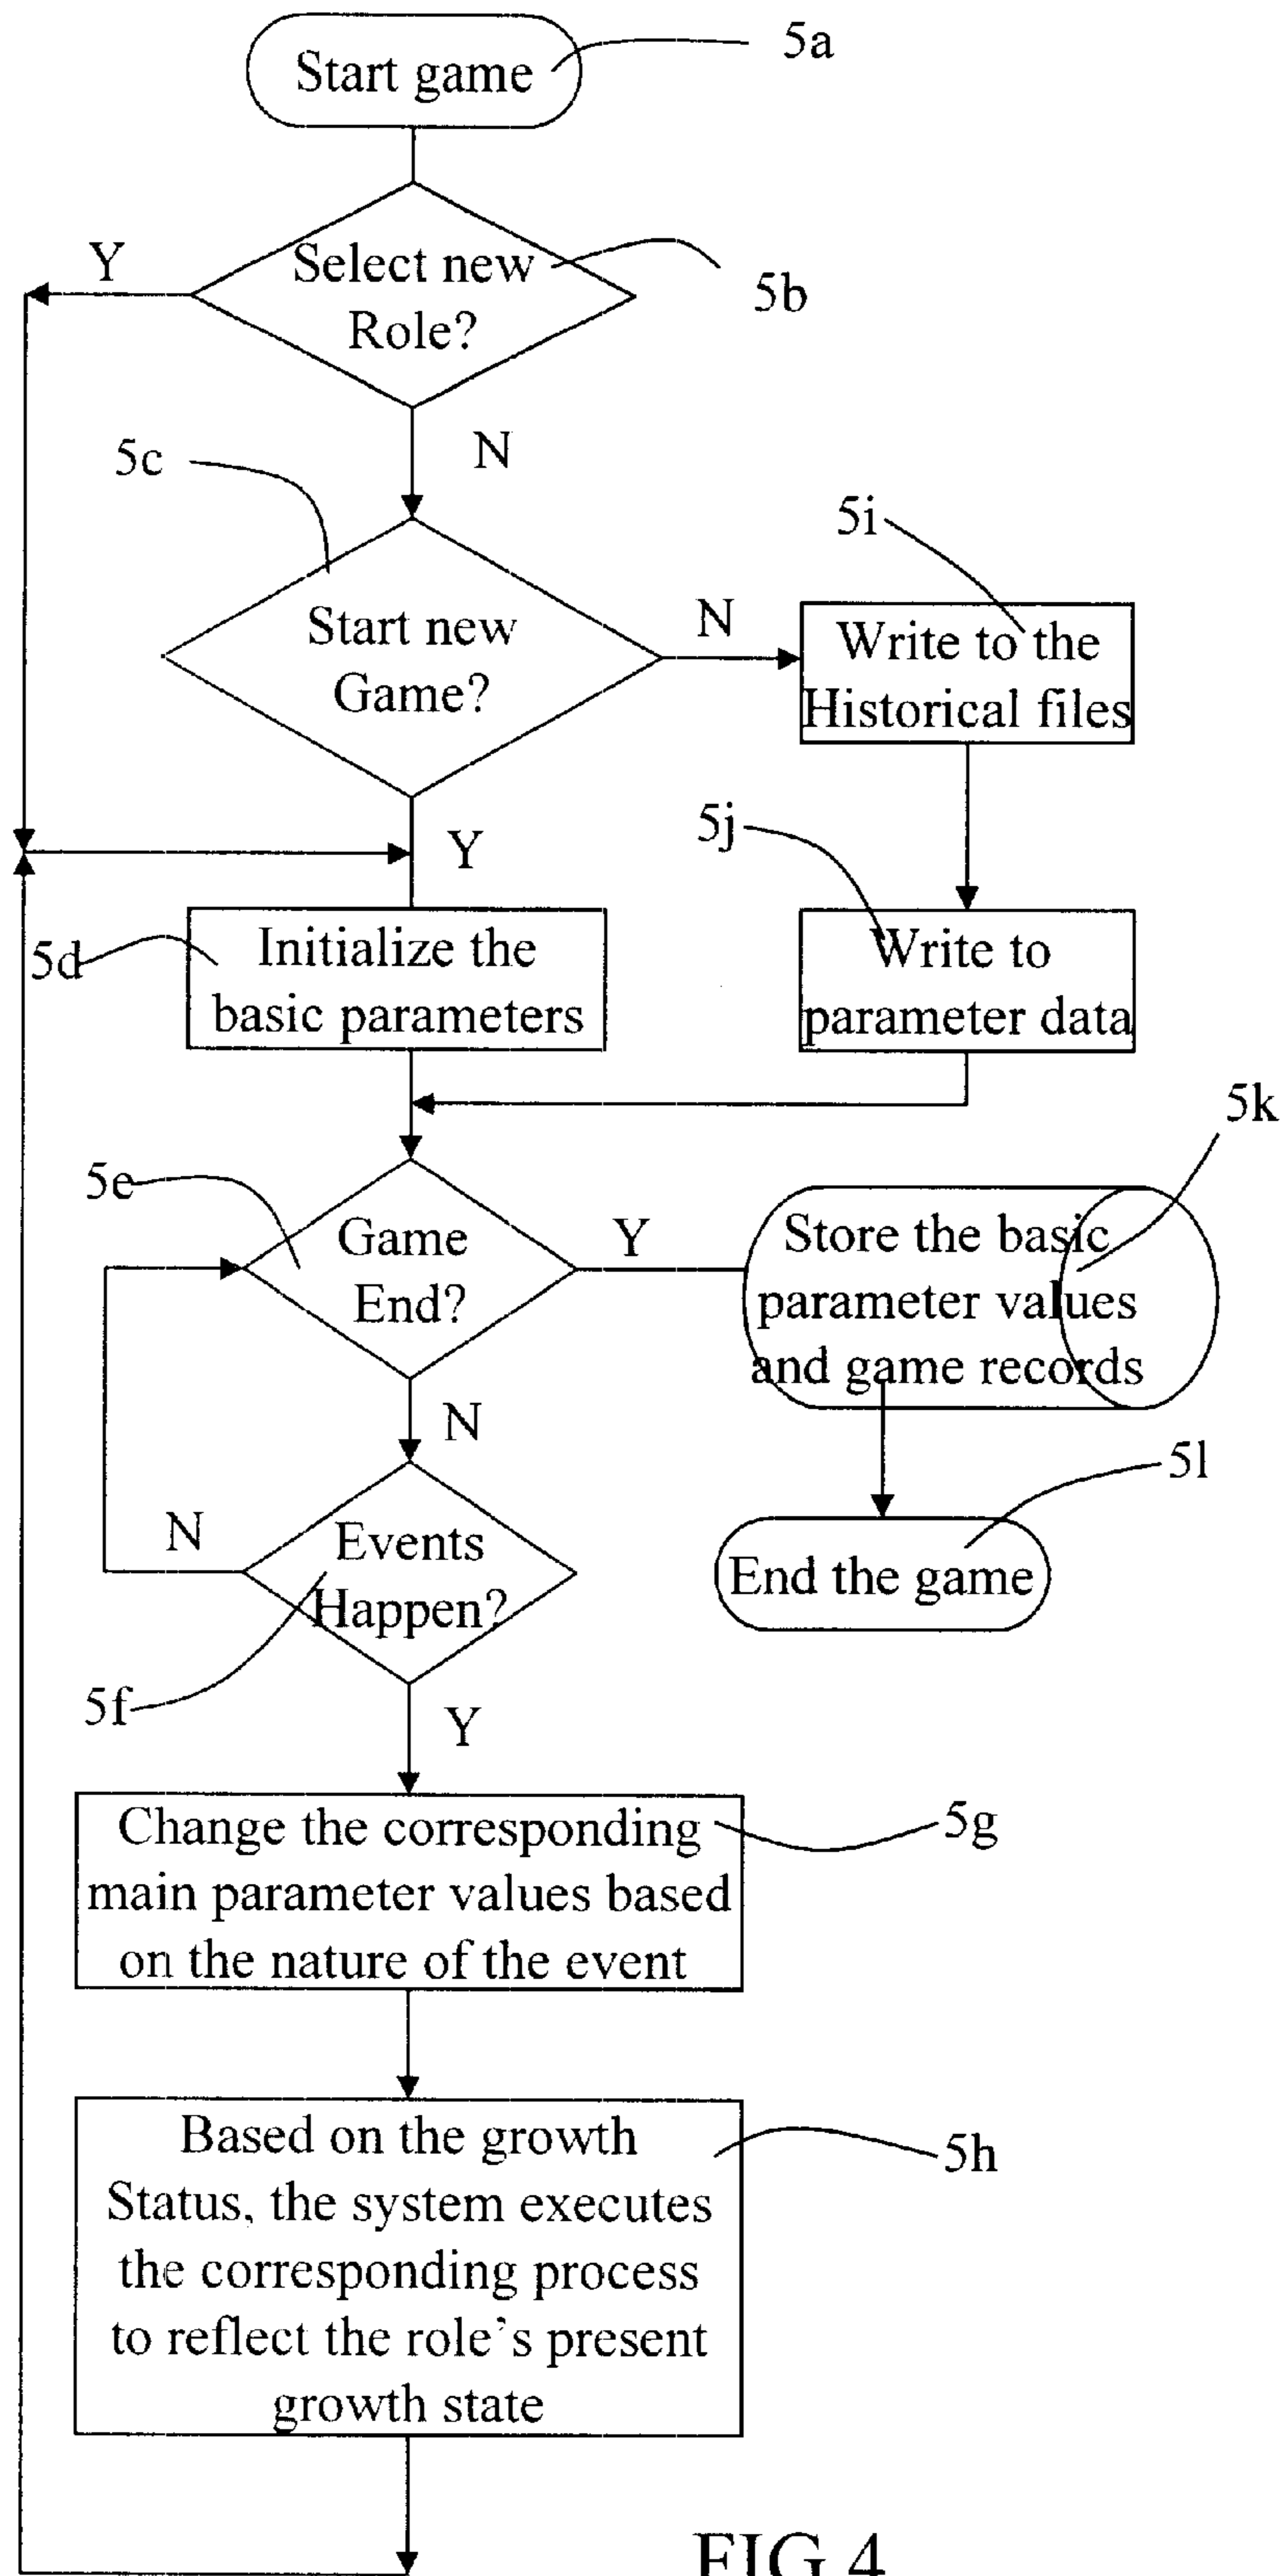 Start game
5a
Select new
Role?
5b
Y
N
5c
Start new
Game?
N
5i
Write to the
Historical files
Y
5j
5d
Initialize the
basic parameters
Write to
parameter data
5e
Game
End?
Y
5k
Store the basic
parameter values
and game records
N
5l
End the game
N
Events
Happen?
5f
Y
Change the corresponding
main parameter values based
on the nature of the event
5g
Based on the growth
Status, the system executes
the corresponding process
to reflect the role's present
growth state
5h
FIG.4